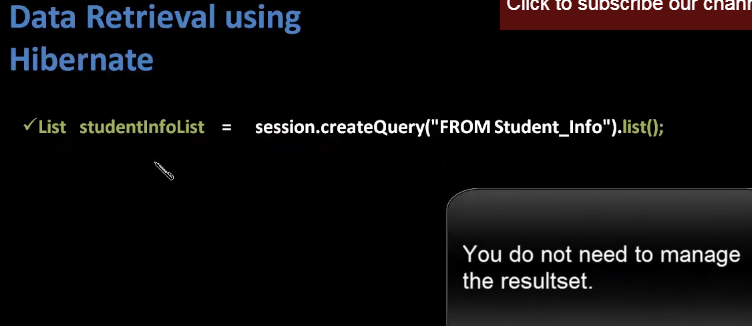 Click to subscribe our
Data Retrieval using
Hibernate
✓List studentInfoList = session.createQuery("FROM Student_Info").list();
You do not need to manage
the resultset.